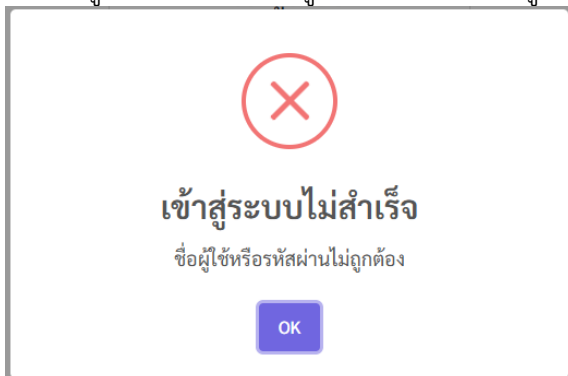 เข้าสู่ระบบไม่สำเร็จ
ชื่อผู้ใช้หรือรหัสผ่านไม่ถูกต้อง
OK